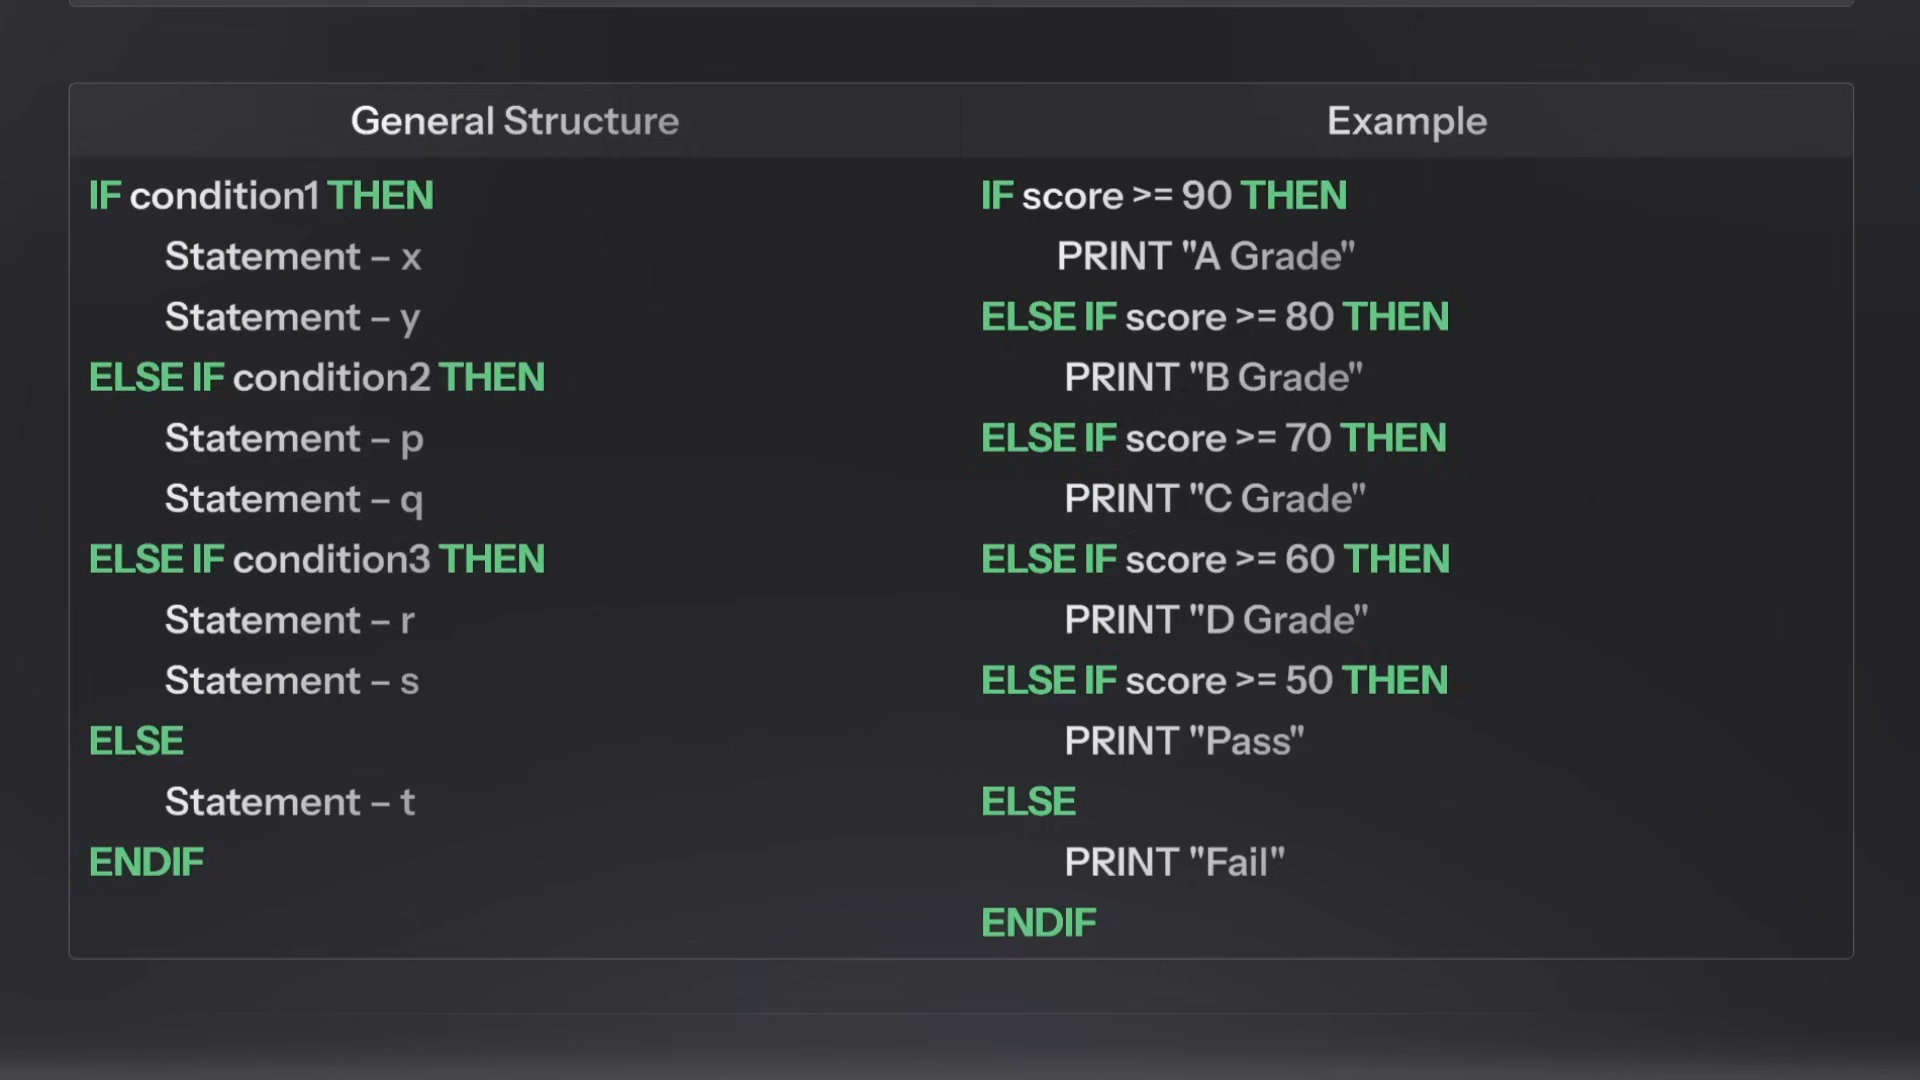 General Structure
IF condition1 THEN
Statement – x
Statement – y
ELSE IF condition2 THEN
Statement – p
Statement – q
ELSE IF condition3 THEN
Statement – r
Statement – s
ELSE
Statement – t
ENDIF
Example
IF score >= 90 THEN
PRINT "A Grade"
ELSE IF score >= 80 THEN
PRINT "B Grade"
ELSE IF score >= 70 THEN
PRINT "C Grade"
ELSE IF score >= 60 THEN
PRINT "D Grade"
ELSE IF score >= 50 THEN
PRINT "Pass"
ELSE
PRINT "Fail"
ENDIF